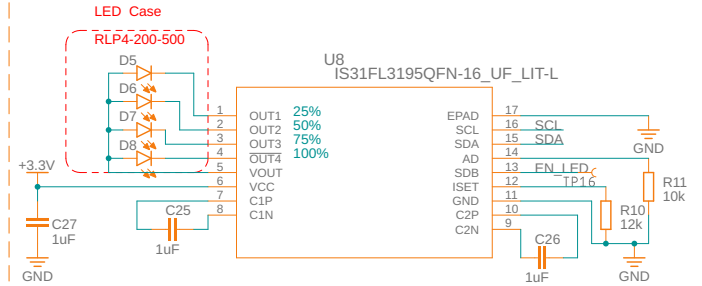 LED Case
RLP4-200-500
D5
D6
D7
D8
U8
IS31FL3195QFN-16_UF_LIT-L
1 OUT1 25%
2 OUT2 50%
3 OUT3 75%
4 OUT4 100%
5 VOUT
6 VCC
7 C1P
8 C1N
EPAD 17
SCL 16 SCL
SDA 15 SDA
AD 14
SDB 13 EN_LED
ISET 12 TP16
GND 11
C2P 10
C2N 9
+3.3V
C27
1uF
GND
C25
1uF
C26
1uF
GND
R11
10k
R10
12k
GND